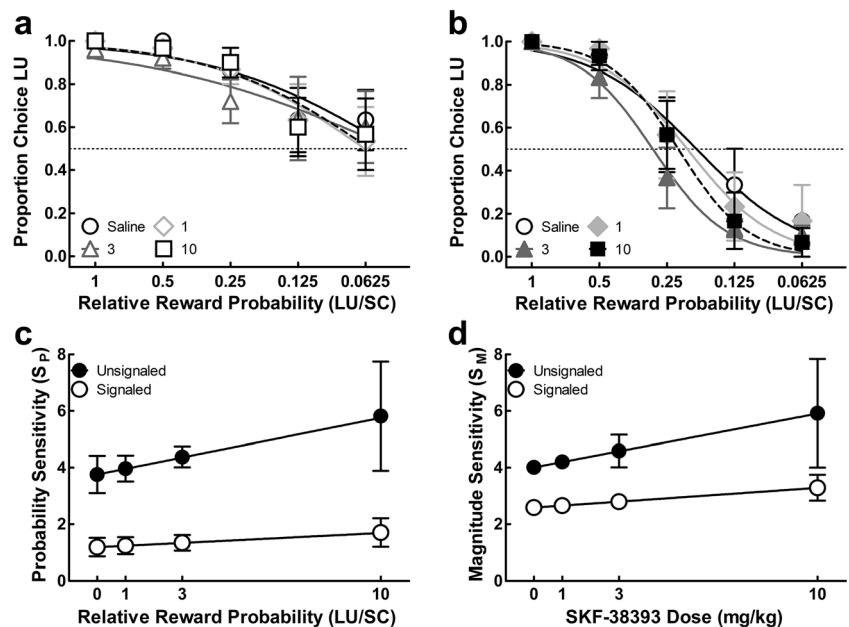 a
Proportion Choice LU
1.0
0.8
0.6
0.4
0.2
0.0
Saline
1
3
10
1
0.5
0.25
0.125
0.0625
Relative Reward Probability (LU/SC)
b
Proportion Choice LU
1.0
0.8
0.6
0.4
0.2
0.0
Saline
1
3
10
1
0.5
0.25
0.125
0.0625
Relative Reward Probability (LU/SC)
c
Probability Sensitivity (SP)
8
6
4
2
0
Unsignaled
Signaled
0
1
3
10
Relative Reward Probability (LU/SC)
d
Magnitude Sensitivity (SM)
8
6
4
2
0
Unsignaled
Signaled
0
1
3
10
SKF-38393 Dose (mg/kg)